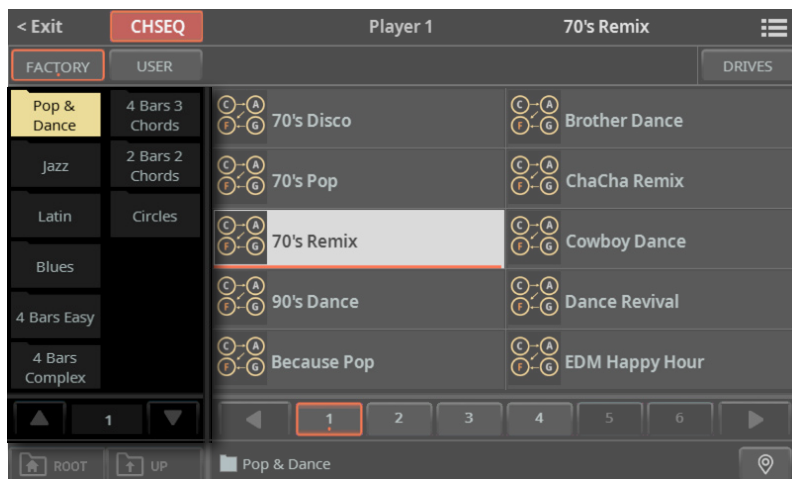 < Exit CHSEQ Player 1 70's Remix
FACTORY USER DRIVES
Pop & Dance
4 Bars 3 Chords
Jazz
2 Bars 2 Chords
Latin
Circles
Blues
4 Bars Easy
4 Bars Complex
C A F G 70's Disco
C A F G Brother Dance
C A F G 70's Pop
C A F G ChaCha Remix
C A F G 70's Remix
C A F G Cowboy Dance
C A F G 90's Dance
C A F G Dance Revival
C A F G Because Pop
C A F G EDM Happy Hour
1 1 2 3 4 5 6
ROOT UP Pop & Dance